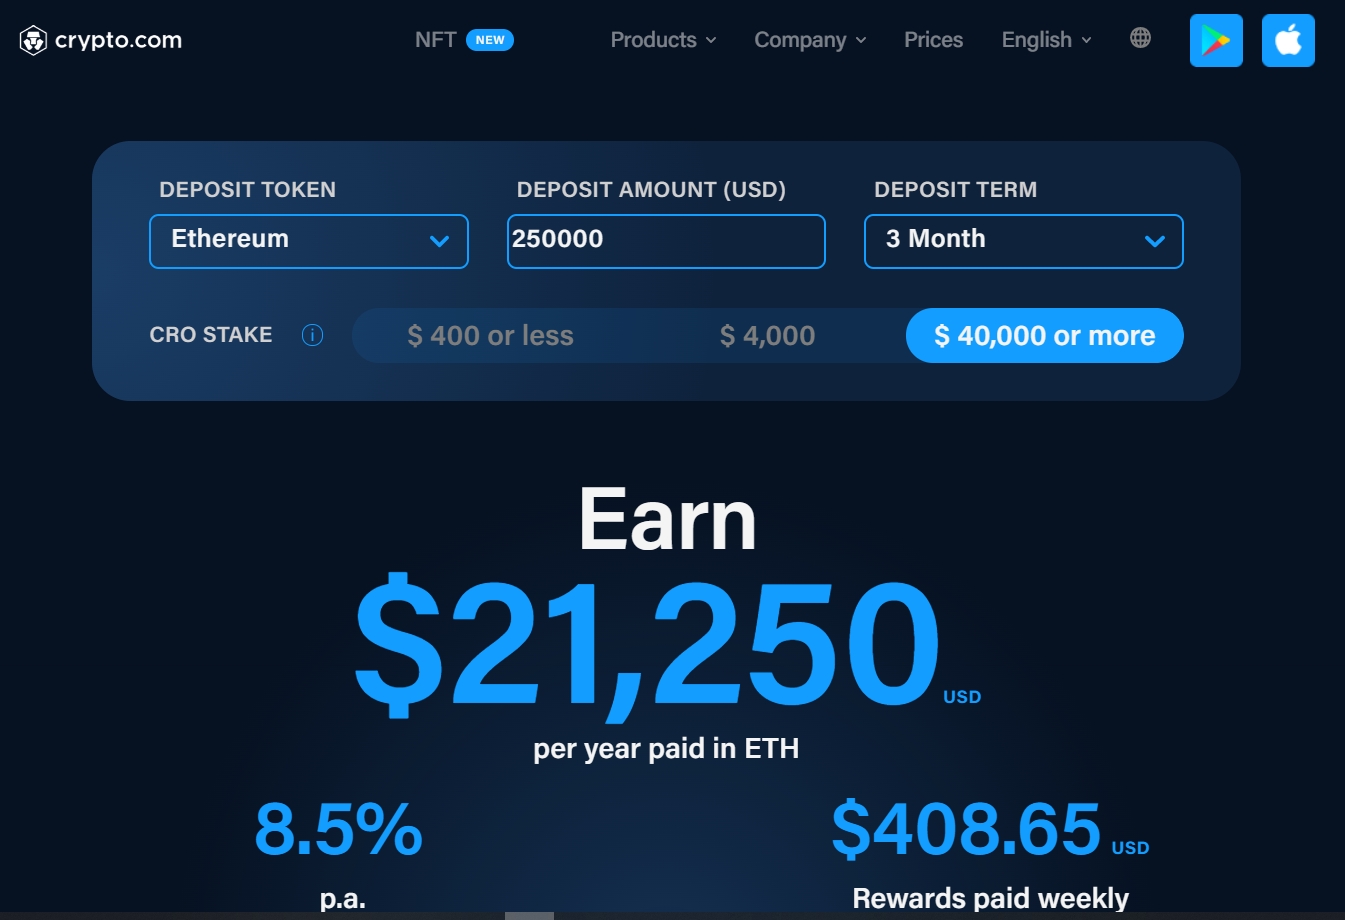 crypto.com NFT NEW Products Company Prices English
DEPOSIT TOKEN DEPOSIT AMOUNT (USD) DEPOSIT TERM
Ethereum 250000 3 Month
CRO STAKE i $ 400 or less $ 4,000 $ 40,000 or more
Earn
$21,250 USD
per year paid in ETH
8.5% $408.65 USD
p.a. Rewards paid weekly